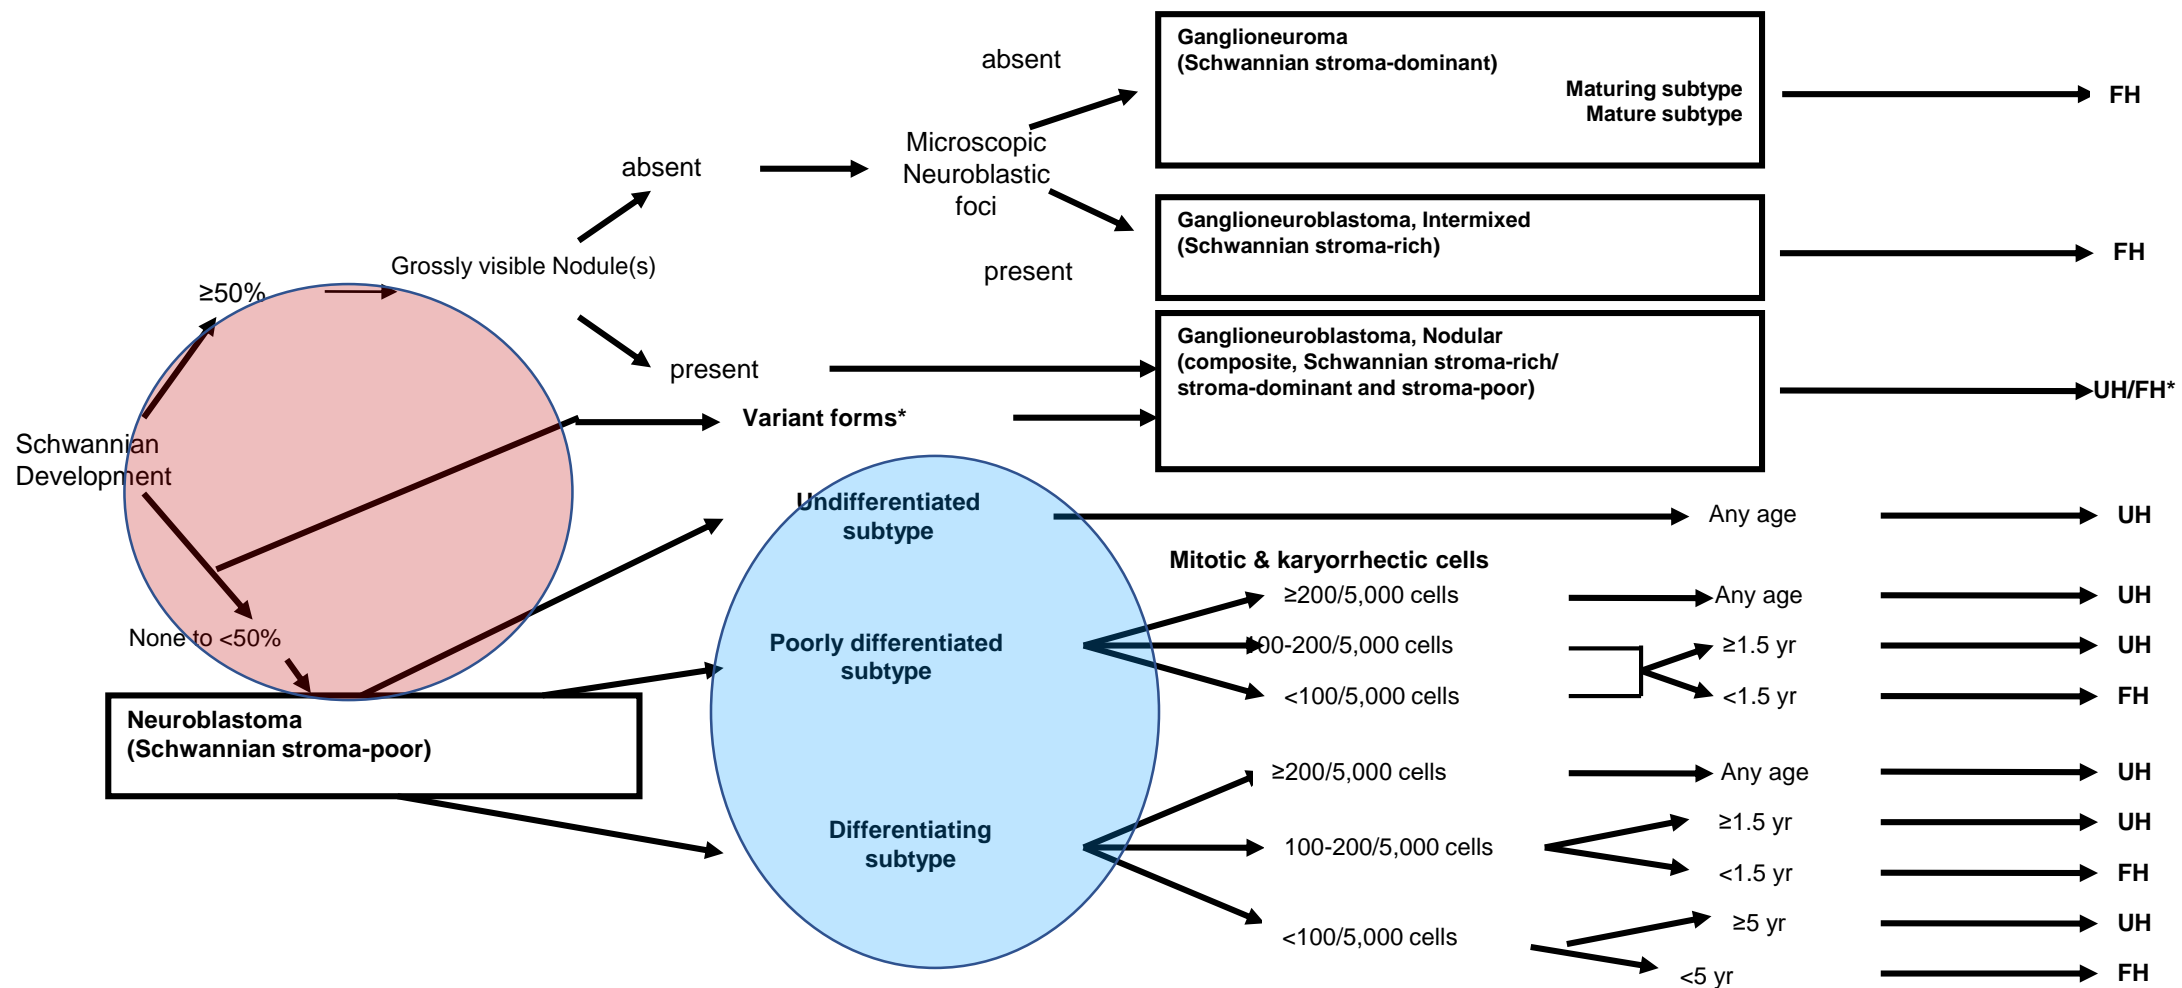 Ganglioneuroma
(Schwannian stroma-dominant)
Maturing subtype
Mature subtype
absent
FH
Microscopic
Neuroblastic
foci
absent
Ganglioneuroblastoma, Intermixed
(Schwannian stroma-rich)
FH
present
Grossly visible Nodule(s)
≥50%
Ganglioneuroblastoma, Nodular
(composite, Schwannian stroma-rich/
stroma-dominant and stroma-poor)
present
UH/FH*
Variant forms*
Schwannian
Development
Undifferentiated
subtype
Any age
UH
Mitotic & karyorrhectic cells
None to <50%
Poorly differentiated
subtype
≥200/5,000 cells
Any age
UH
100-200/5,000 cells
≥1.5 yr
UH
<100/5,000 cells
<1.5 yr
FH
Neuroblastoma
(Schwannian stroma-poor)
Differentiating
subtype
≥200/5,000 cells
Any age
UH
100-200/5,000 cells
≥1.5 yr
UH
<1.5 yr
FH
<100/5,000 cells
≥5 yr
UH
<5 yr
FH